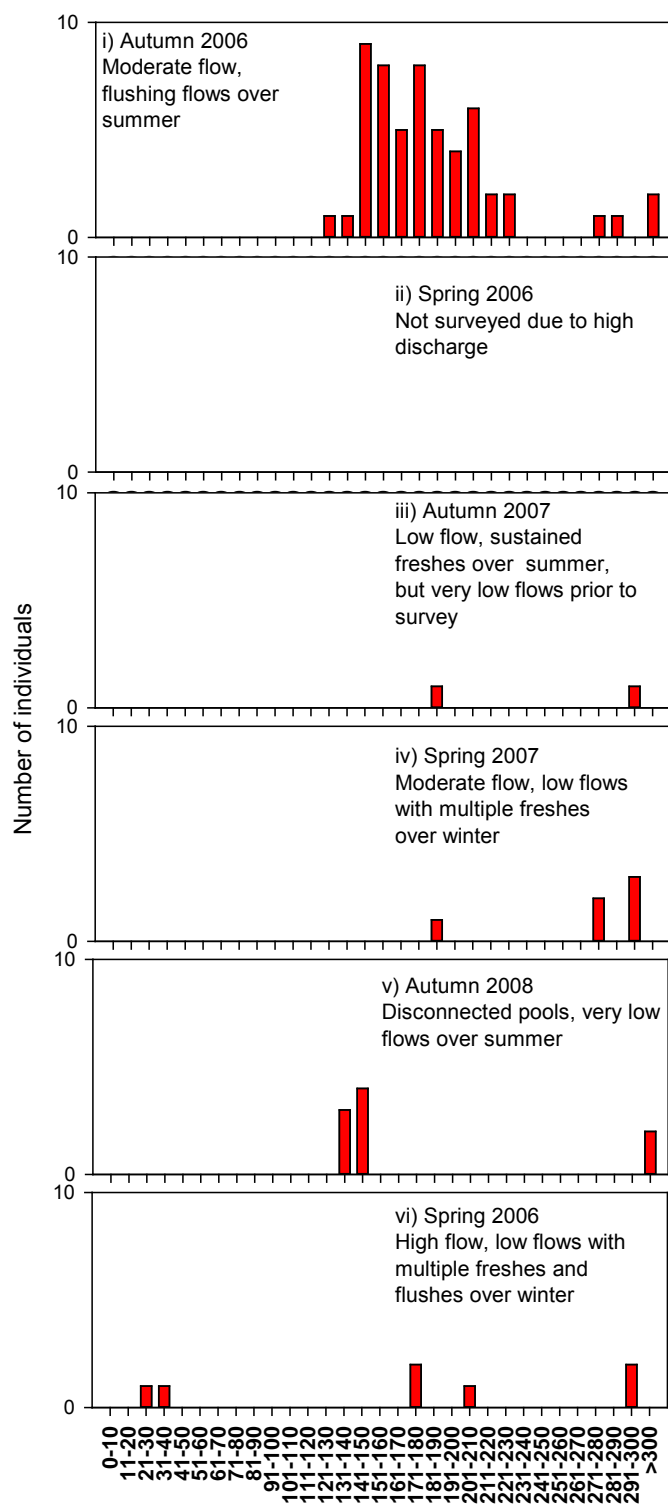 10
i) Autumn 2006
Moderate flow,
flushing flows over
summer
0
10
ii) Spring 2006
Not surveyed due to high
discharge
0
10
iii) Autumn 2007
Low flow, sustained
freshes over  summer,
but very low flows prior to
survey
0
Number of individuals
10
iv) Spring 2007
Moderate flow, low flows
with multiple freshes
over winter
0
10
v) Autumn 2008
Disconnected pools, very low
flows over summer
0
10
vi) Spring 2006
High flow, low flows with
multiple freshes and
flushes over winter
0
0-10
11-20
21-30
31-40
41-50
51-60
61-70
71-80
81-90
91-100
101-110
111-120
121-130
131-140
141-150
151-160
161-170
171-180
181-190
191-200
201-210
211-220
221-230
231-240
241-250
251-260
261-270
271-280
281-290
291-300
>300